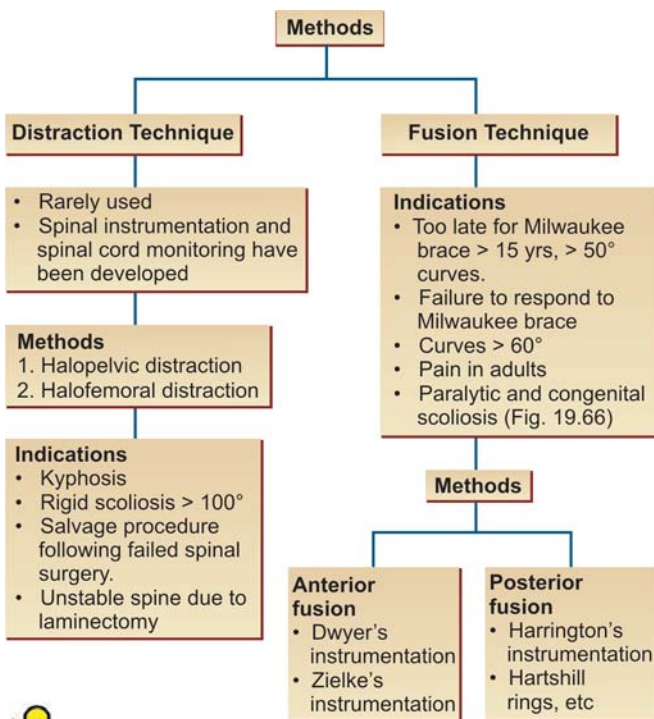 Methods
Distraction Technique
• Rarely used
• Spinal instrumentation and
spinal cord monitoring have
been developed
Methods
1. Halopelvic distraction
2. Halofemoral distraction
Indications
• Kyphosis
• Rigid scoliosis > 100°
• Salvage procedure
following failed spinal
surgery.
• Unstable spine due to
laminectomy
Fusion Technique
Indications
• Too late for Milwaukee
brace > 15 yrs, > 50°
curves.
• Failure to respond to
Milwaukee brace
• Curves > 60°
• Pain in adults
• Paralytic and congenital
scoliosis (Fig. 19.66)
Methods
Anterior
fusion
• Dwyer's
instrumentation
• Zielke's
instrumentation
Posterior
fusion
• Harrington's
instrumentation
• Hartshill
rings, etc